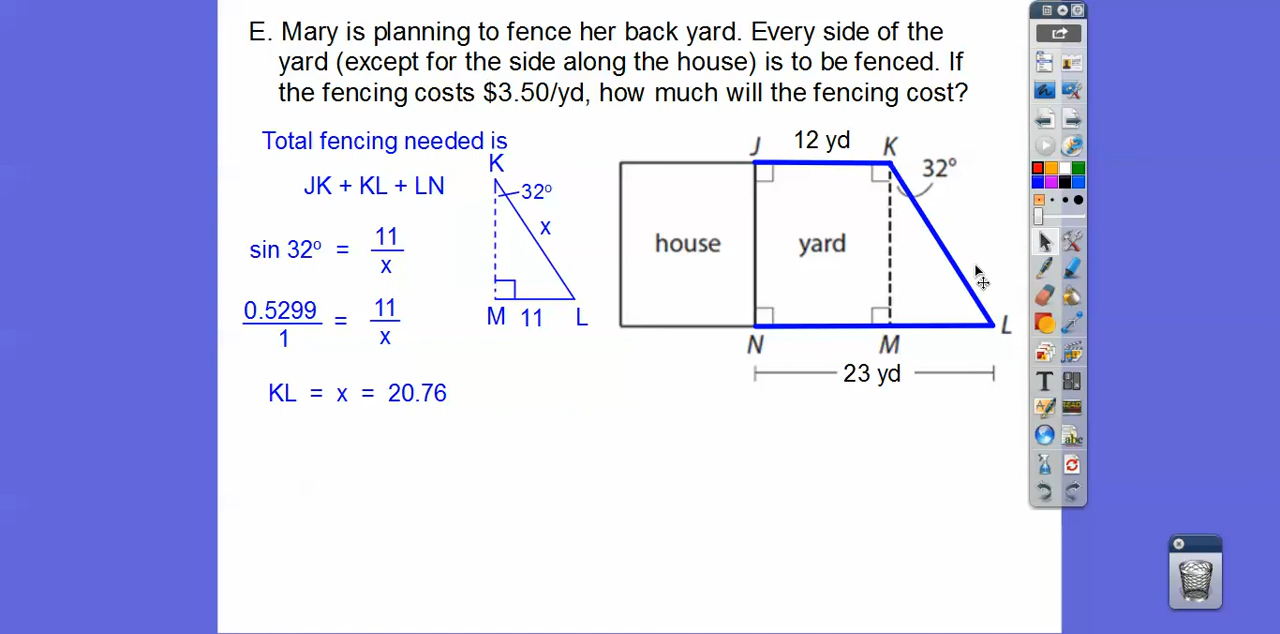 E. Mary is planning to fence her back yard. Every side of the
yard (except for the side along the house) is to be fenced. If
the fencing costs $3.50/yd, how much will the fencing cost?
Total fencing needed is
JK + KL + LN
sin 32º = 11
x
0.5299 = 11
1 x
KL = x = 20.76
K
32º
x
M 11 L
J 12 yd K
32º
house yard
N M L
23 yd